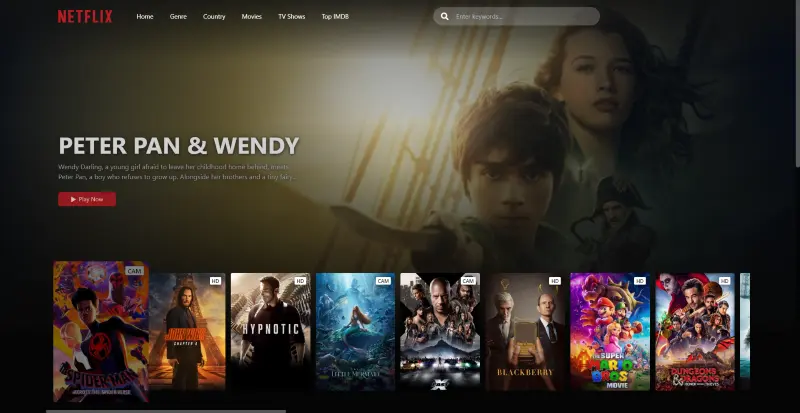 NETFLIX Home Genre Country Movies TV Shows Top IMDB Enter Keywords...
PETER PAN & WENDY
Wendy Darling, a young girl afraid to leave her childhood home behind, meets
Peter Pan, a boy who refuses to grow up. Alongside her brothers and a tiny fairy...
Play Now
CAM HD HD CAM CAM HD HD HD
SPIDER-MAN
ACROSS THE SPIDER-VERSE
JOHN WICK
CHAPTER 4
HYPNOTIC
THE LITTLE MERMAID
BLACKBERRY
THE SUPER
MARIO
BROS
MOVIE
DUNGEONS
& DRAGONS
HONOR AMONG THIEVES